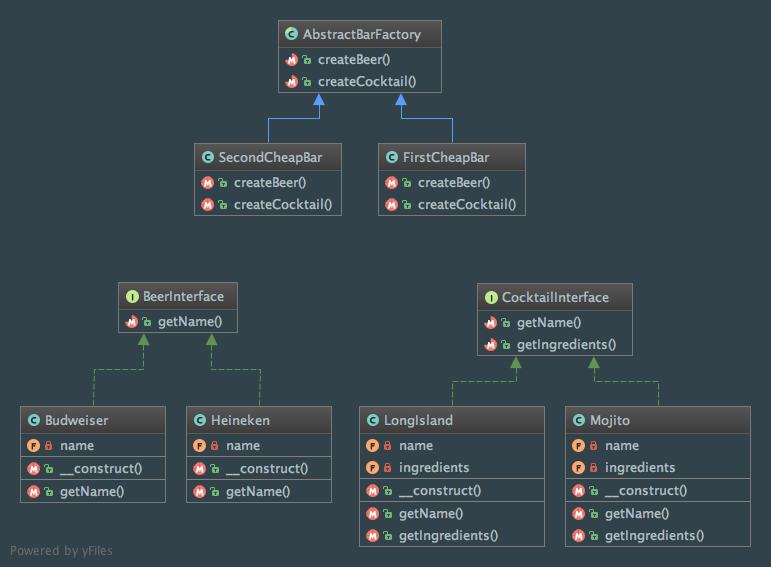 AbstractBarFactory
createBeer()
createCocktail()
SecondCheapBar
createBeer()
createCocktail()
FirstCheapBar
createBeer()
createCocktail()
BeerInterface
getName()
CocktailInterface
getName()
getIngredients()
Budweiser
name
__construct()
getName()
Heineken
name
__construct()
getName()
LongIsland
name
ingredients
__construct()
getName()
getIngredients()
Mojito
name
ingredients
__construct()
getName()
getIngredients()
Powered by yFiles